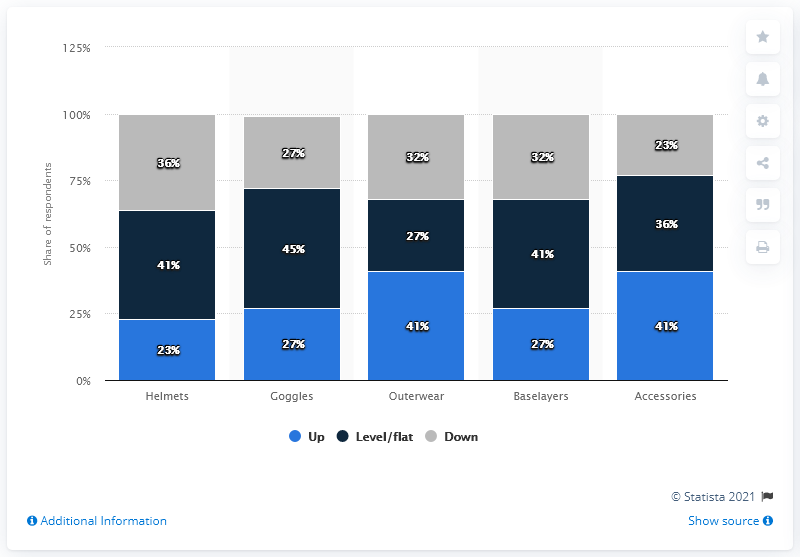 125%
100%
75%
50%
25%
0%
Share of respondents
36% 27% 32% 32% 23%
41% 45% 27% 41% 36%
23% 27% 41% 27% 41%
Helmets Goggles Outerwear Baselayers Accessories
Up Level/flat Down
© Statista 2021
Additional Information Show source